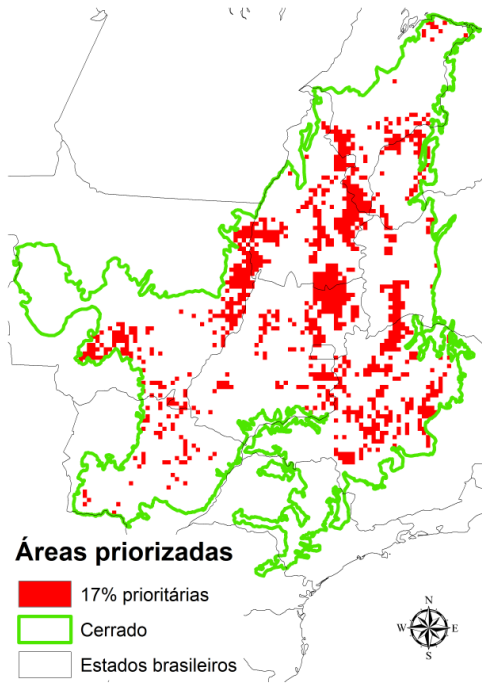 Áreas priorizadas
17% prioritárias
Cerrado
Estados brasileiros
N
W E
S